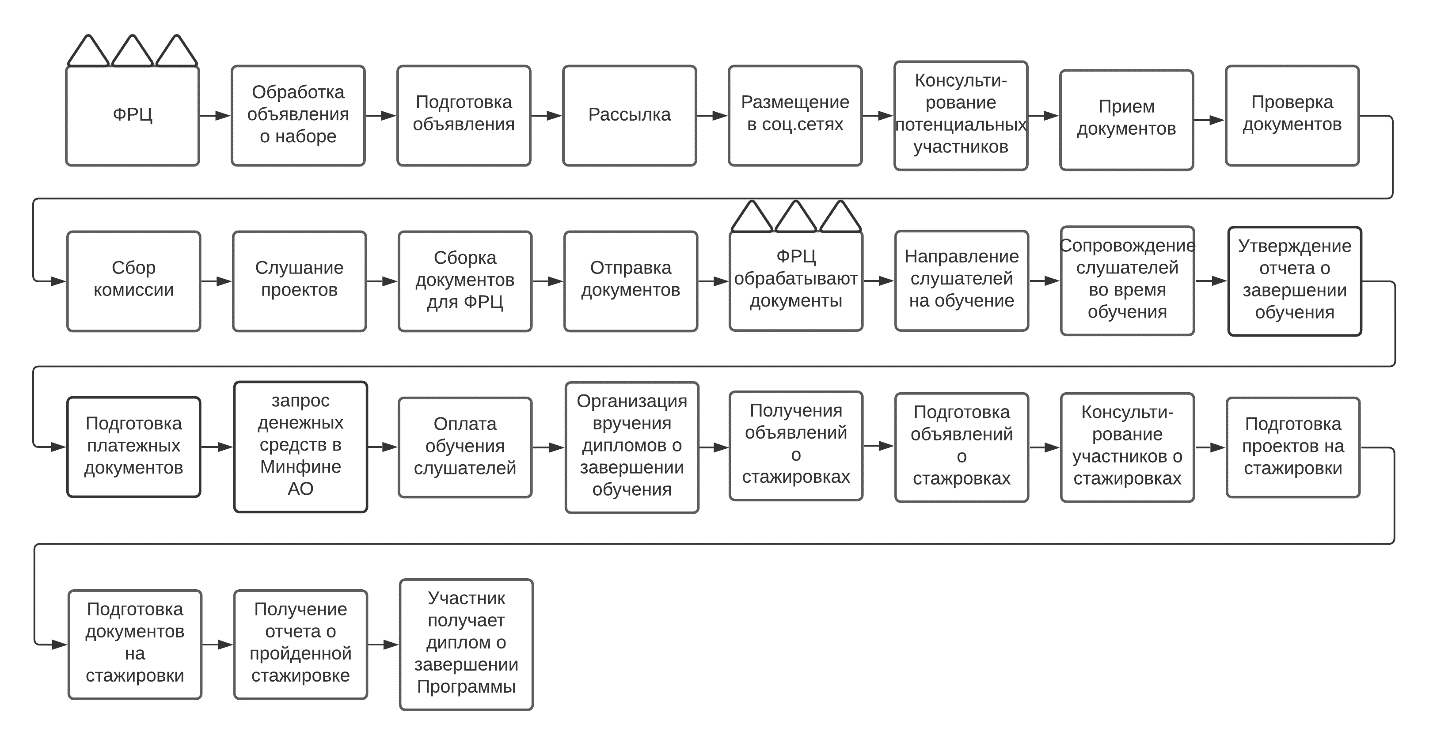 ФРЦ
Обработка
объявления
о наборе
Подготовка
объявления
Рассылка
Размещение
в соц.сетях
Консульти-
рование
потенциальных
участников
Прием
документов
Проверка
документов
Сбор
комиссии
Слушание
проектов
Сборка
документов
для ФРЦ
Отправка
документов
ФРЦ
обрабатывают
документы
Направление
слушателей
на обучение
Сопровождение
слушателей
во время
обучения
Утверждение
отчета о
завершении
обучения
Подготовка
платежных
документов
запрос
денежных
средств в
Минфине
АО
Оплата
обучения
слушателей
Организация
вручения
дипломов о
завершении
обучения
Получения
объявлений
о
стажировках
Подготовка
объявлений
о
стажровках
Консульти-
рование
участников о
стажировках
Подготовка
проектов на
стажировки
Подготовка
документов
на
стажировки
Получение
отчета о
пройденной
стажировке
Участник
получает
диплом о
завершении
Программы